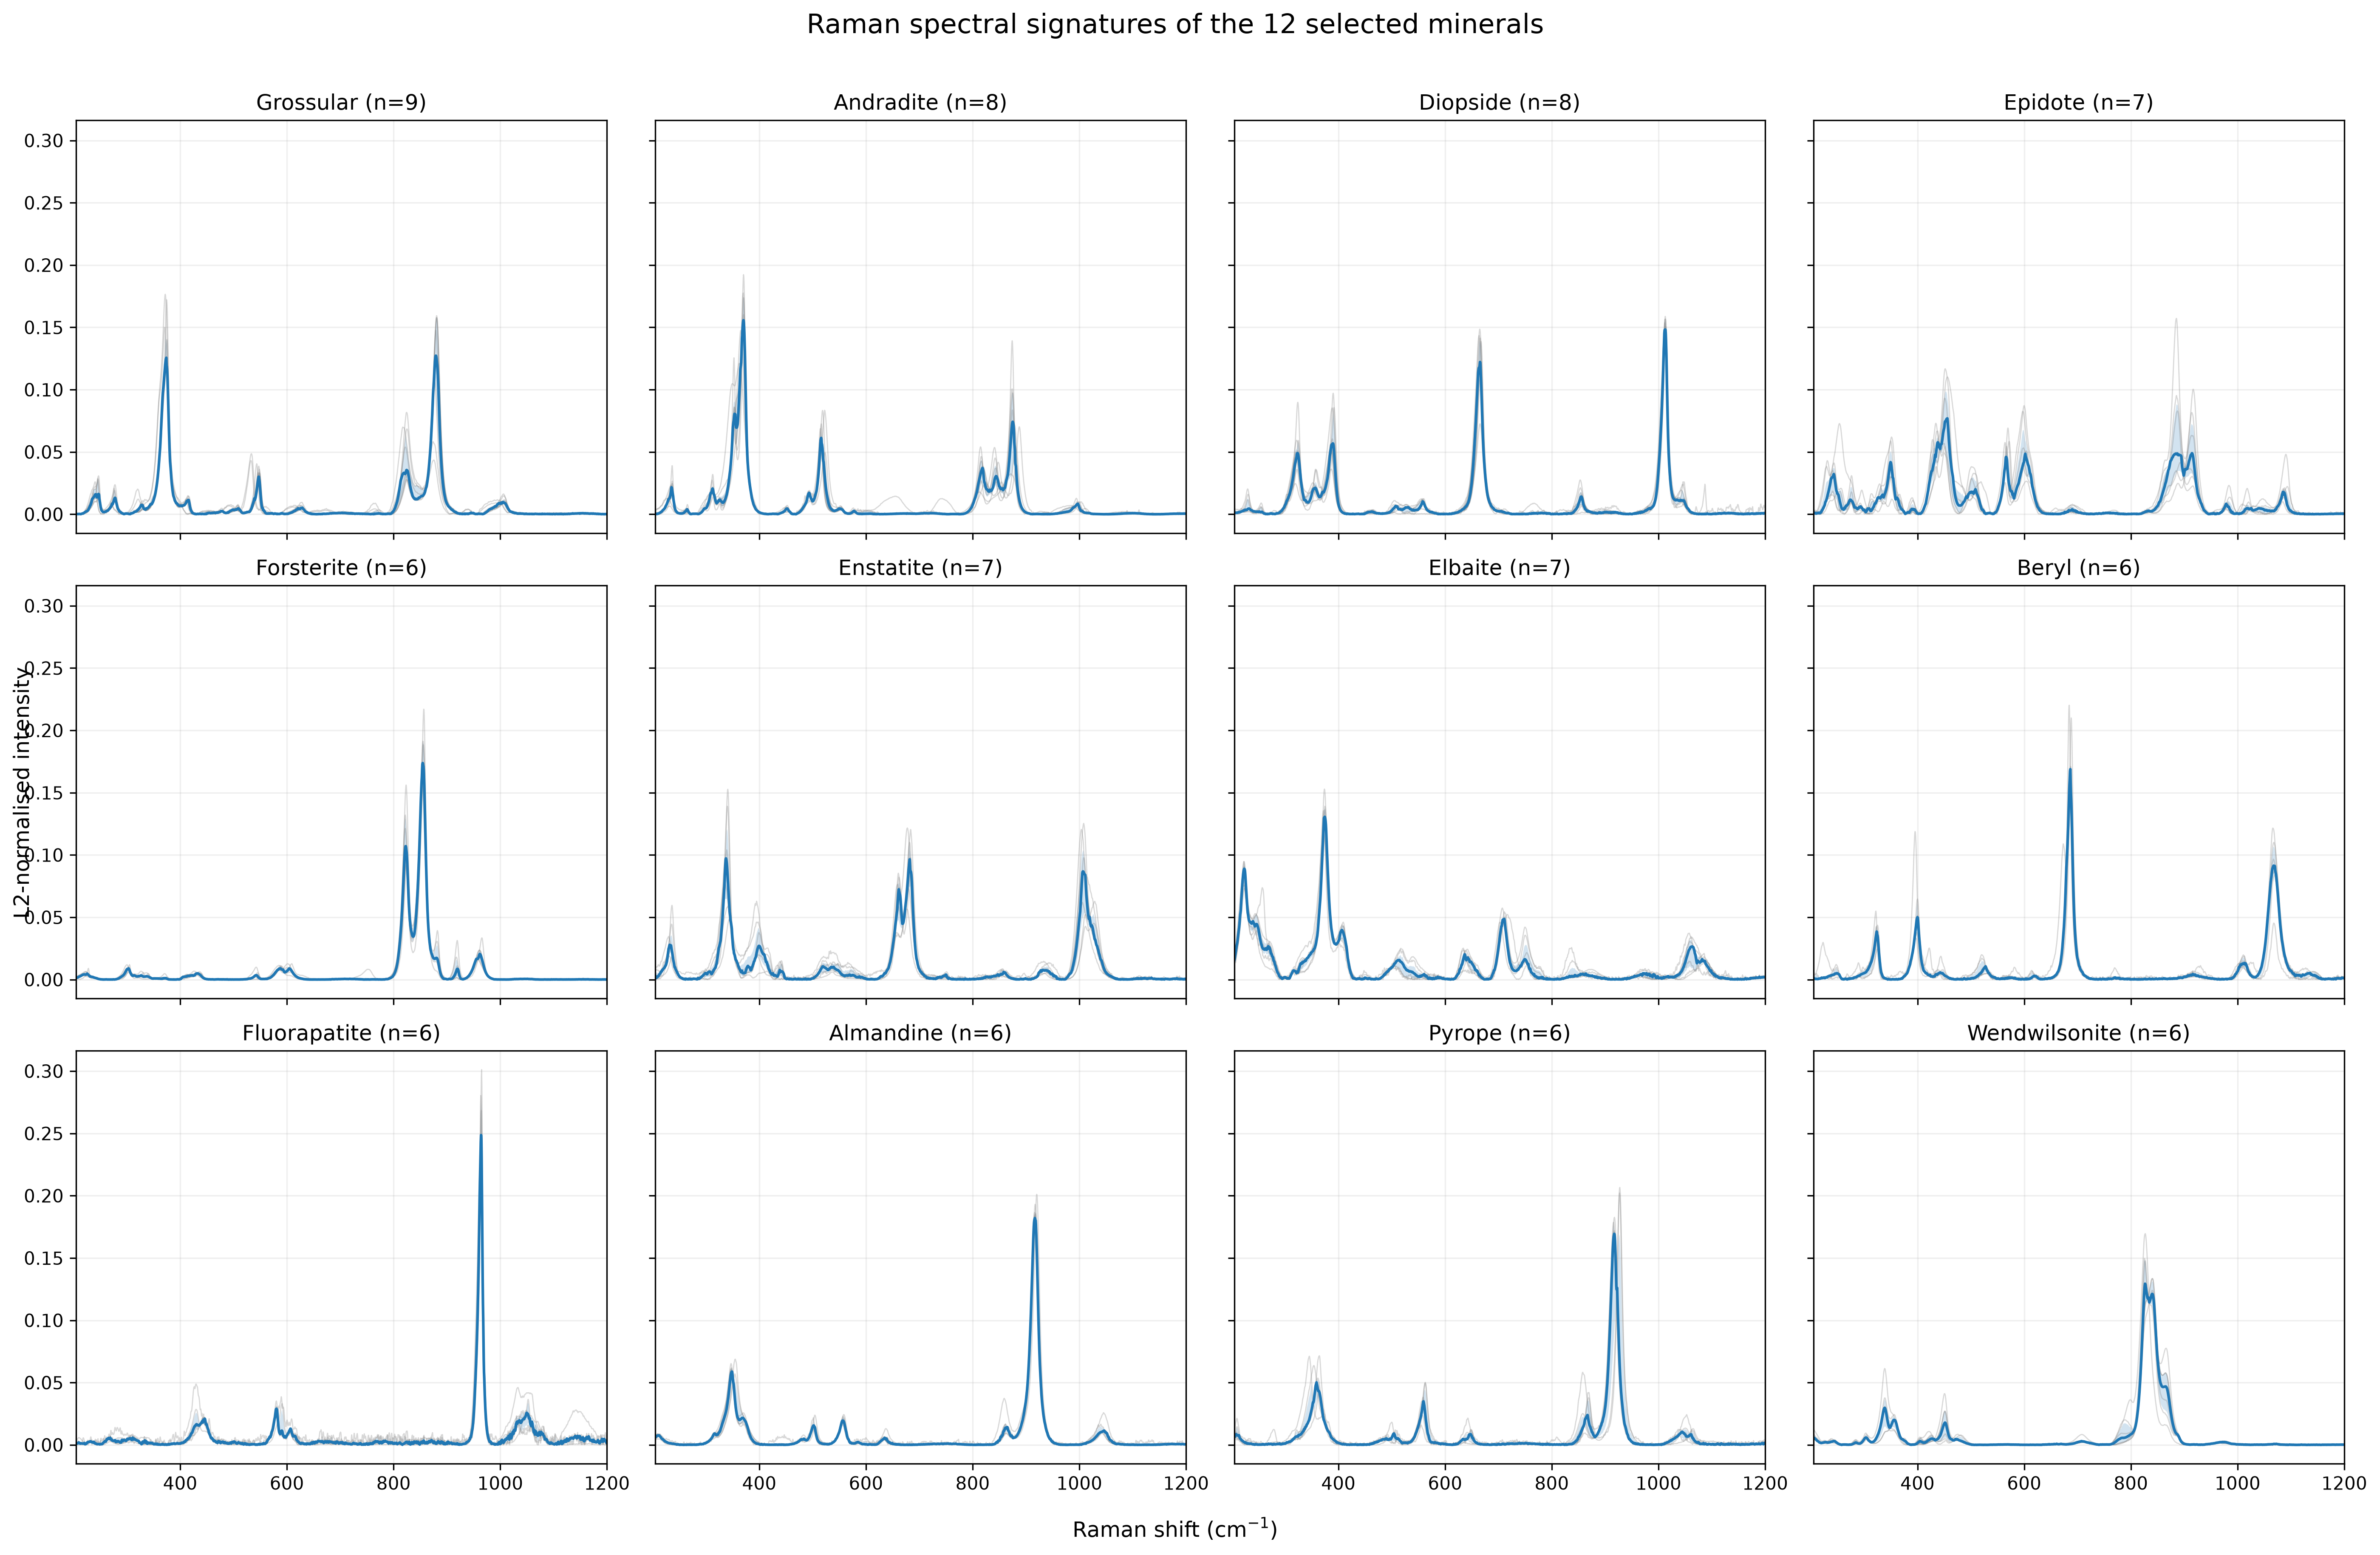 Raman spectral signatures of the 12 selected minerals
Grossular (n=9)
Andradite (n=8)
Diopside (n=8)
Epidote (n=7)
0.30
0.25
0.20
0.15
0.10
0.05
0.00
Forsterite (n=6)
Enstatite (n=7)
Elbaite (n=7)
Beryl (n=6)
0.30
0.25
0.20
0.15
0.10
0.05
0.00
L2-normalised intensity
Fluorapatite (n=6)
Almandine (n=6)
Pyrope (n=6)
Wendwilsonite (n=6)
0.30
0.25
0.20
0.15
0.10
0.05
0.00
400 600 800 1000 1200
400 600 800 1000 1200
400 600 800 1000 1200
400 600 800 1000 1200
Raman shift (cm⁻¹)